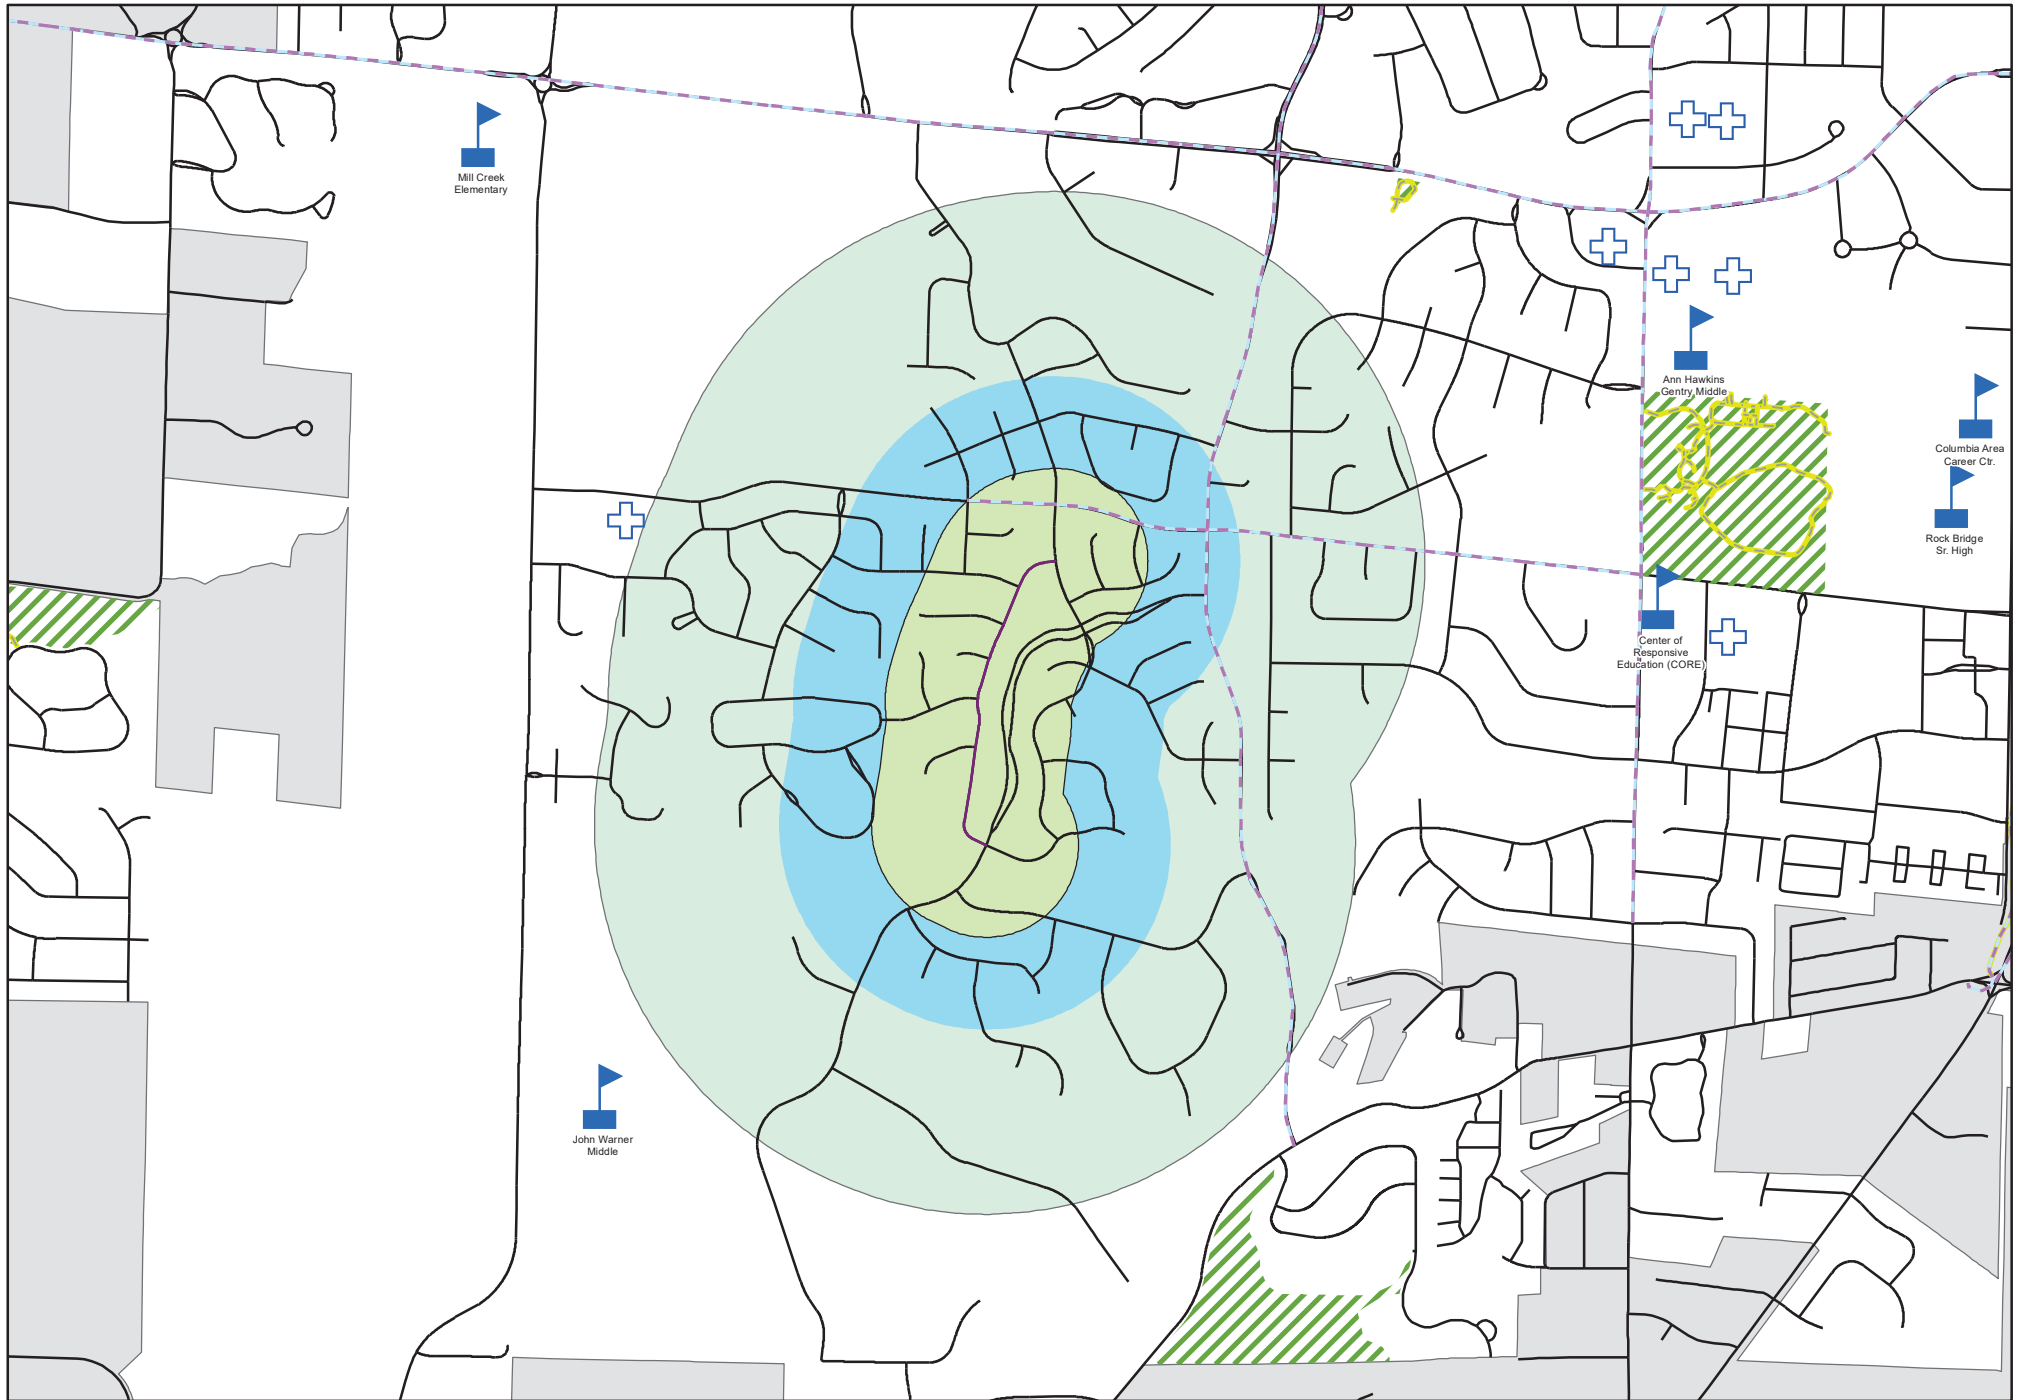 Mill Creek
Elementary
Ann Hawkins
Gentry Middle
Columbia Area
Career Ctr.
Rock Bridge
Sr. High
Center of
Responsive
Education (CORE)
John Warner
Middle